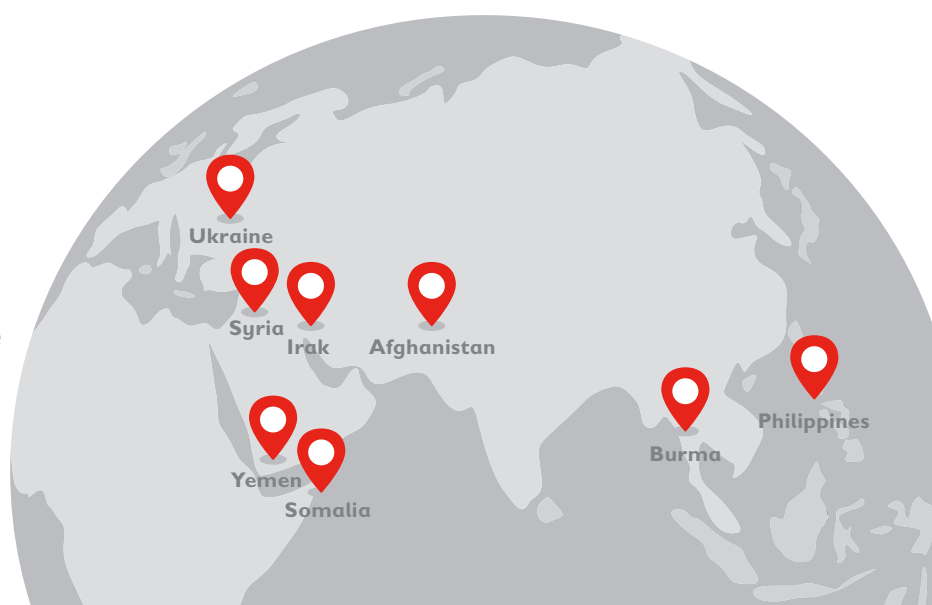 Ukraine
Syria
Irak
Afghanistan
Philippines
Burma
Yemen
Somalia